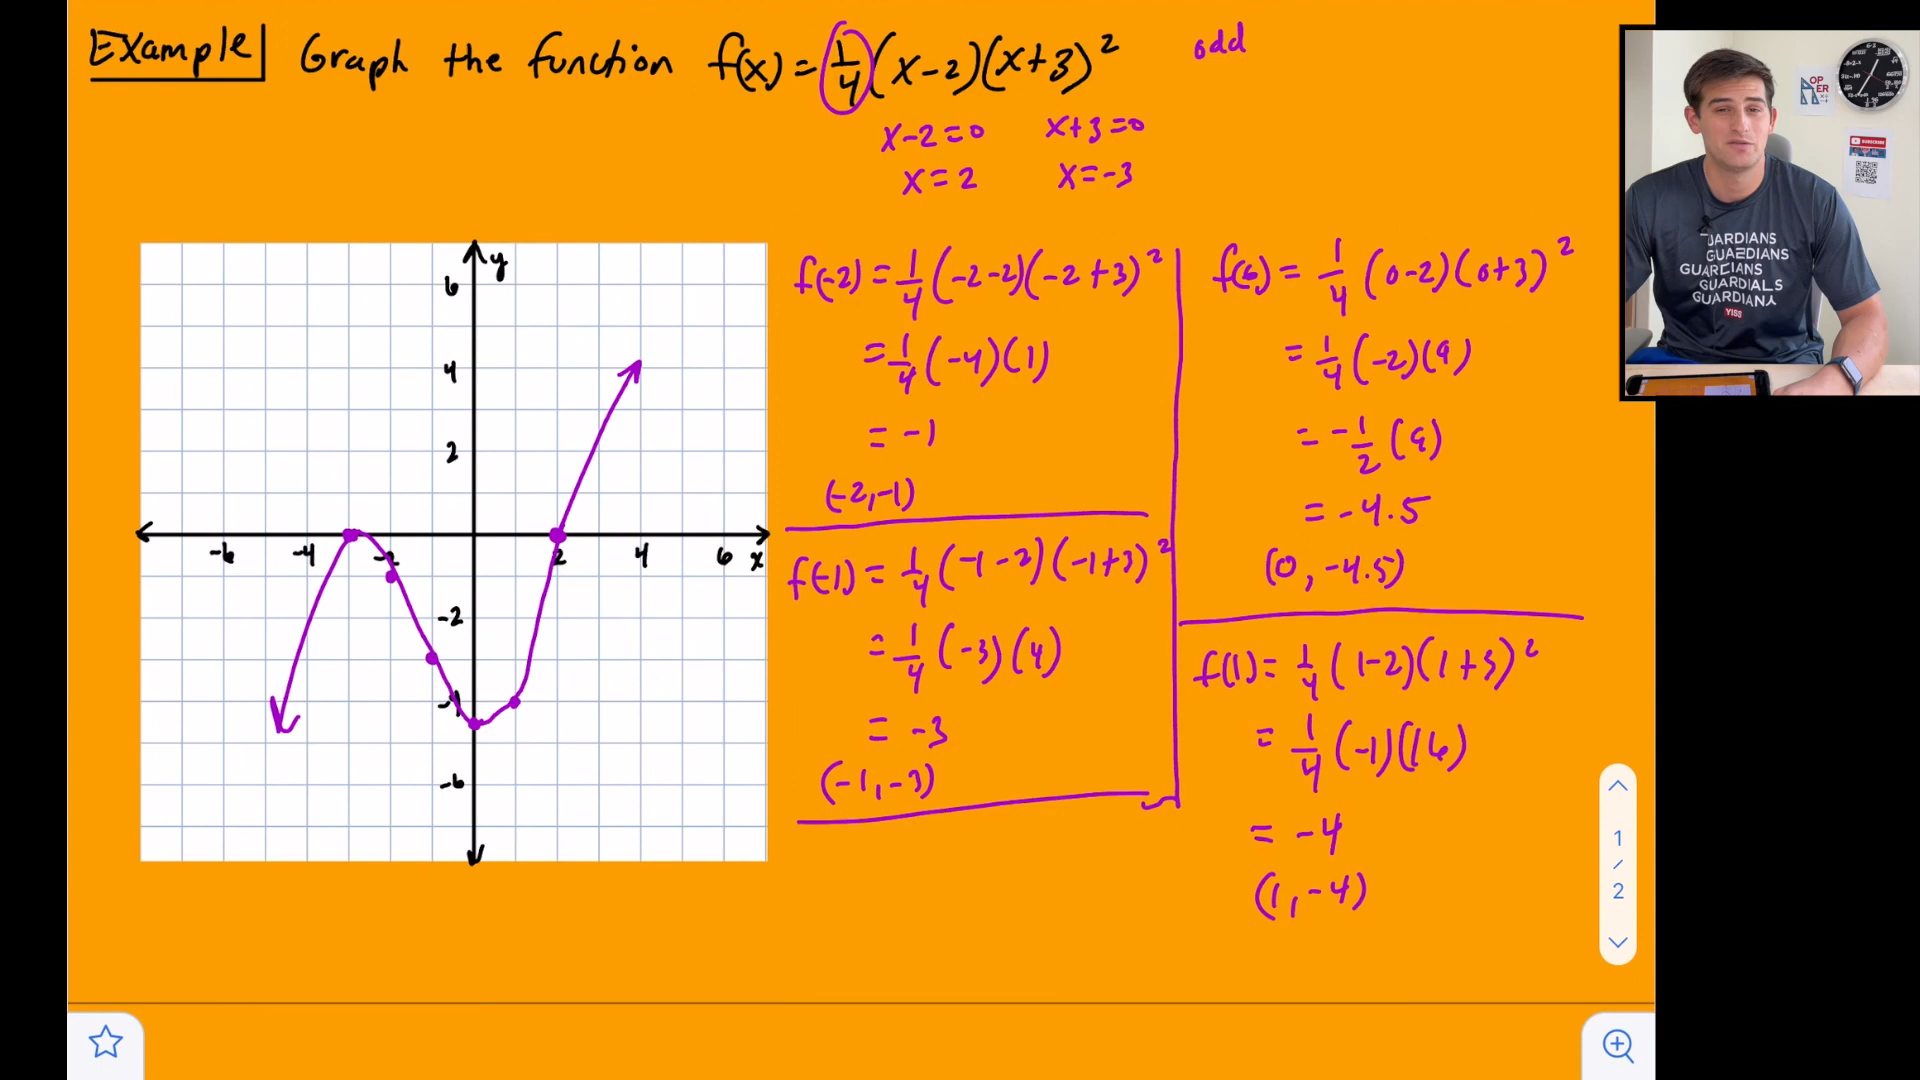 Example Graph the function f(x) = 1/4 (x-2)(x+3)²
odd
x-2=0 x+3=0
x=2 x=-3
y
6
4
2
-6 -4 -2 2 4 6 x
-2
-4
-6
f(-2) = 1/4 (-2-2)(-2+3)²
= 1/4 (-4)(1)
= -1
(-2,-1)
f(-1) = 1/4 (-1-2)(-1+3)²
= 1/4 (-3)(4)
= -3
(-1,-3)
f(0) = 1/4 (0-2)(0+3)²
= 1/4 (-2)(9)
= -1/2 (9)
= -4.5
(0, -4.5)
f(1) = 1/4 (1-2)(1+3)²
= 1/4 (-1)(16)
= -4
(1,-4)
GUARDIANS
GUARDIALS
YISS
OP
ER
SUBSCRIBE
1
/
2